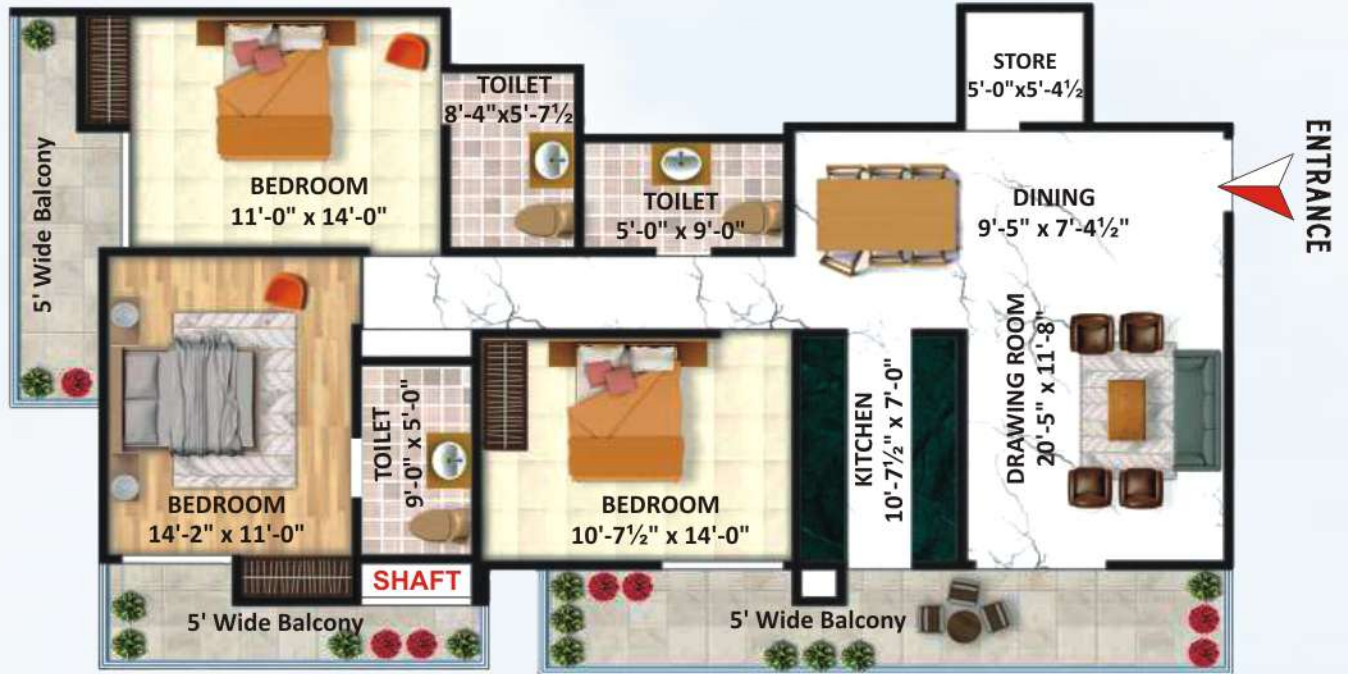 STORE
5'-0"x5'-4½
TOILET
8'-4"x5'-7½
ENTRANCE
BEDROOM
11'-0" x 14'-0"
TOILET
5'-0" x 9'-0"
DINING
9'-5" x 7'-4½"
5' Wide Balcony
DRAWING ROOM
20'-5" x 11'-8"
TOILET
9'-0" x 5'-0"
KITCHEN
10'-7½" x 7'-0"
BEDROOM
14'-2" x 11'-0"
BEDROOM
10'-7½" x 14'-0"
SHAFT
5' Wide Balcony
5' Wide Balcony